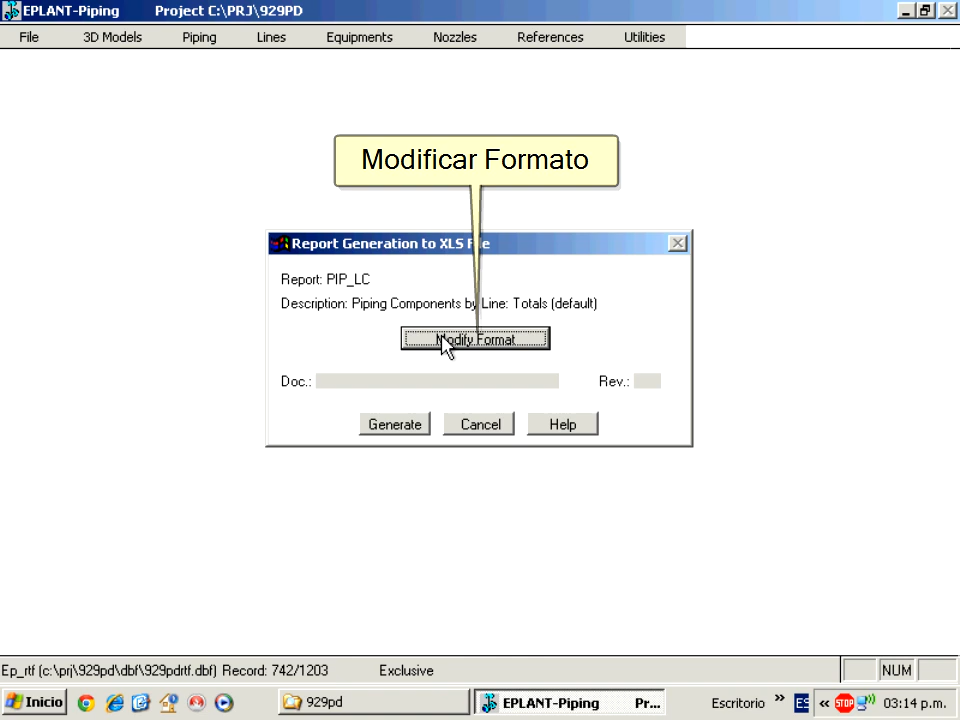 EPLANT-Piping Project C:\PRJ\929PD
File 3D Models Piping Lines Equipments Nozzles References Utilities
Modificar Formato
Report Generation to XLS File
Report: PIP_LC
Description: Piping Components by Line: Totals (default)
Modify Format
Doc.: Rev.:
Generate Cancel Help
Ep_rtf (c:\prj\929pd\dbf\929pdrtf.dbf) Record: 742/1203 Exclusive NUM
Inicio 929pd EPLANT-Piping Pr... Escritorio » ES « STOP 03:14 p.m.